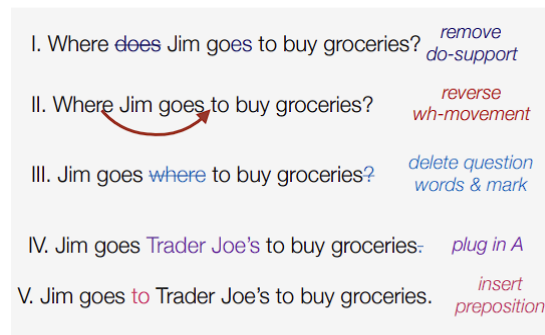 I. Where does Jim goes to buy groceries? remove
do-support
II. Where Jim goes to buy groceries? reverse
wh-movement
III. Jim goes where to buy groceries? delete question
words & mark
IV. Jim goes Trader Joe's to buy groceries. plug in A
V. Jim goes to Trader Joe's to buy groceries. insert
preposition